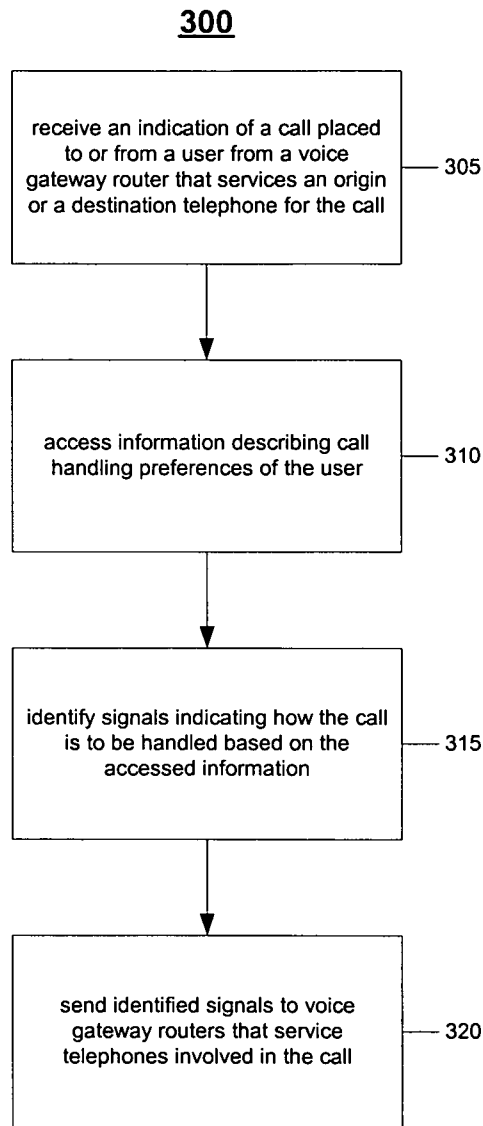 300
receive an indication of a call placed
to or from a user from a voice
gateway router that services an origin
or a destination telephone for the call
305
access information describing call
handling preferences of the user
310
identify signals indicating how the call
is to be handled based on the
accessed information
315
send identified signals to voice
gateway routers that service
telephones involved in the call
320